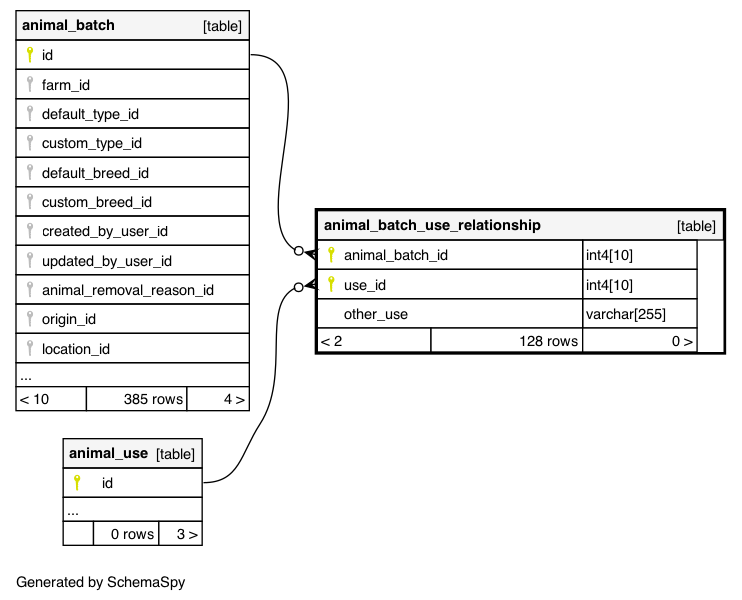 animal_batch [table]
id
farm_id
default_type_id
custom_type_id
default_breed_id
custom_breed_id
created_by_user_id
updated_by_user_id
animal_removal_reason_id
origin_id
location_id
...
< 10 385 rows 4 >
animal_batch_use_relationship [table]
animal_batch_id int4[10]
use_id int4[10]
other_use varchar[255]
< 2 128 rows 0 >
animal_use [table]
id
...
0 rows 3 >
Generated by SchemaSpy